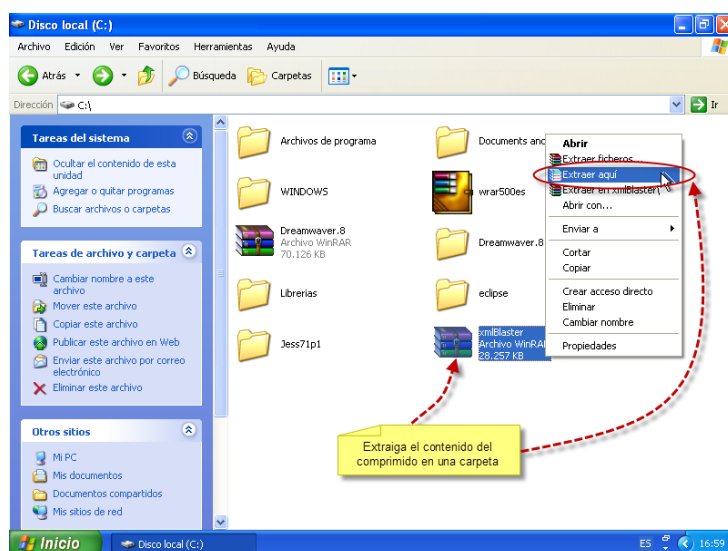 Disco local (C:)
Archivo Edición Ver Favoritos Herramientas Ayuda
Atrás Búsqueda Carpetas
Dirección C:\ Ir
Tareas del sistema
Ocultar el contenido de esta
unidad
Agregar o quitar programas
Buscar archivos o carpetas
Tareas de archivo y carpeta
Cambiar nombre a este
archivo
Mover este archivo
Copiar este archivo
Publicar este archivo en Web
Enviar este archivo por correo
electrónico
Eliminar este archivo
Otros sitios
Mi PC
Mis documentos
Documentos compartidos
Mis sitios de red
Archivos de programa
Documents and
WINDOWS
wrar500es
Dreamwaver.8
Archivo WinRAR
70.126 KB
Dreamwaver.8
Librerias
eclipse
Jess71p1
xmlBlaster
Archivo WinRAR
28.257 KB
Abrir
Extraer ficheros...
Extraer aquí
Extraer en xmlBlaster\
Abrir con...
Enviar a
Cortar
Copiar
Crear acceso directo
Eliminar
Cambiar nombre
Propiedades
Extraiga el contenido del
comprimido en una carpeta
Inicio
Disco local (C:)
ES
16:59